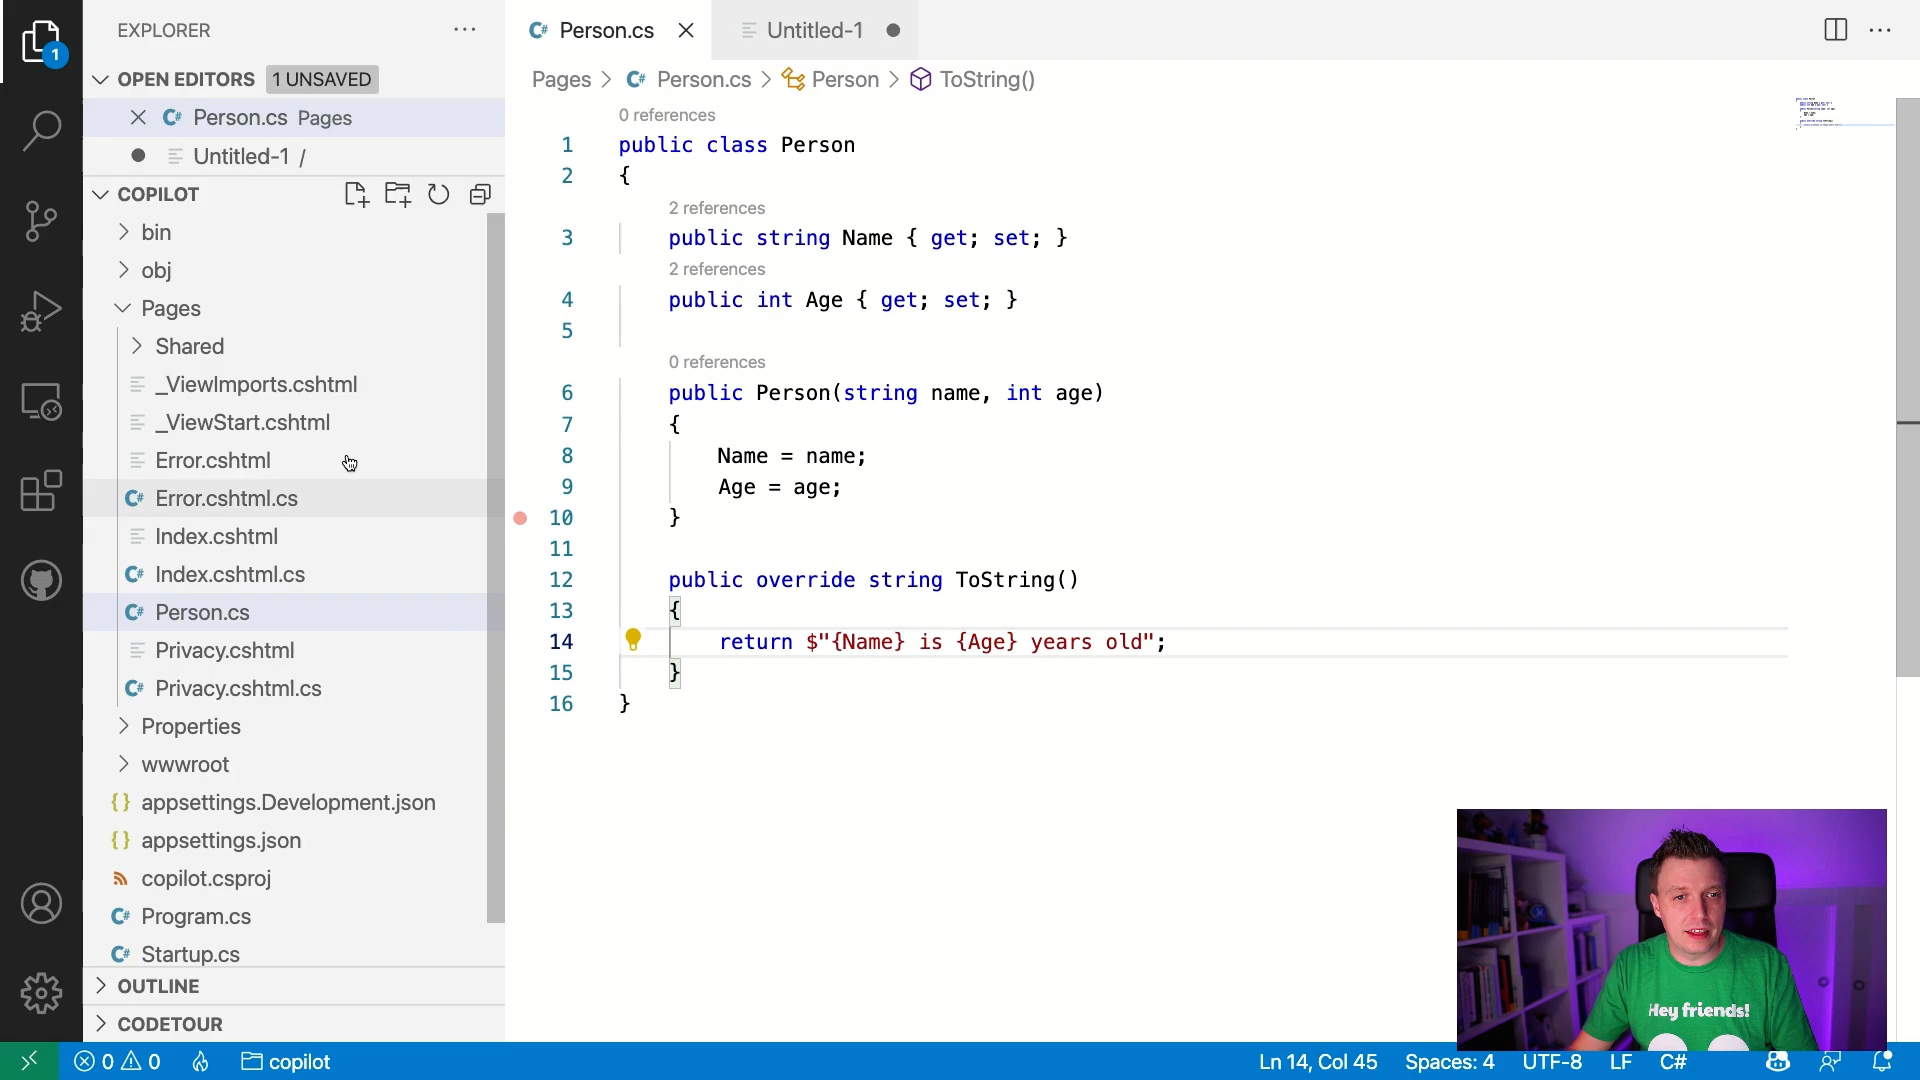 EXPLORER
OPEN EDITORS 1 UNSAVED
Person.cs Pages
Untitled-1 /
COPILOT
bin
obj
Pages
Shared
_ViewImports.cshtml
_ViewStart.cshtml
Error.cshtml
Error.cshtml.cs
Index.cshtml
Index.cshtml.cs
Person.cs
Privacy.cshtml
Privacy.cshtml.cs
Properties
wwwroot
appsettings.Development.json
appsettings.json
copilot.csproj
Program.cs
Startup.cs
OUTLINE
CODETOUR
1
Person.cs Untitled-1
Pages > Person.cs > Person > ToString()
0 references
1 public class Person
2 {
2 references
3 public string Name { get; set; }
2 references
4 public int Age { get; set; }
5
0 references
6 public Person(string name, int age)
7 {
8 Name = name;
9 Age = age;
10 }
11
12 public override string ToString()
13 {
14 return $"{Name} is {Age} years old";
15 }
16 }
Hey friends!
0 0 copilot Ln 14, Col 45 Spaces: 4 UTF-8 LF C#